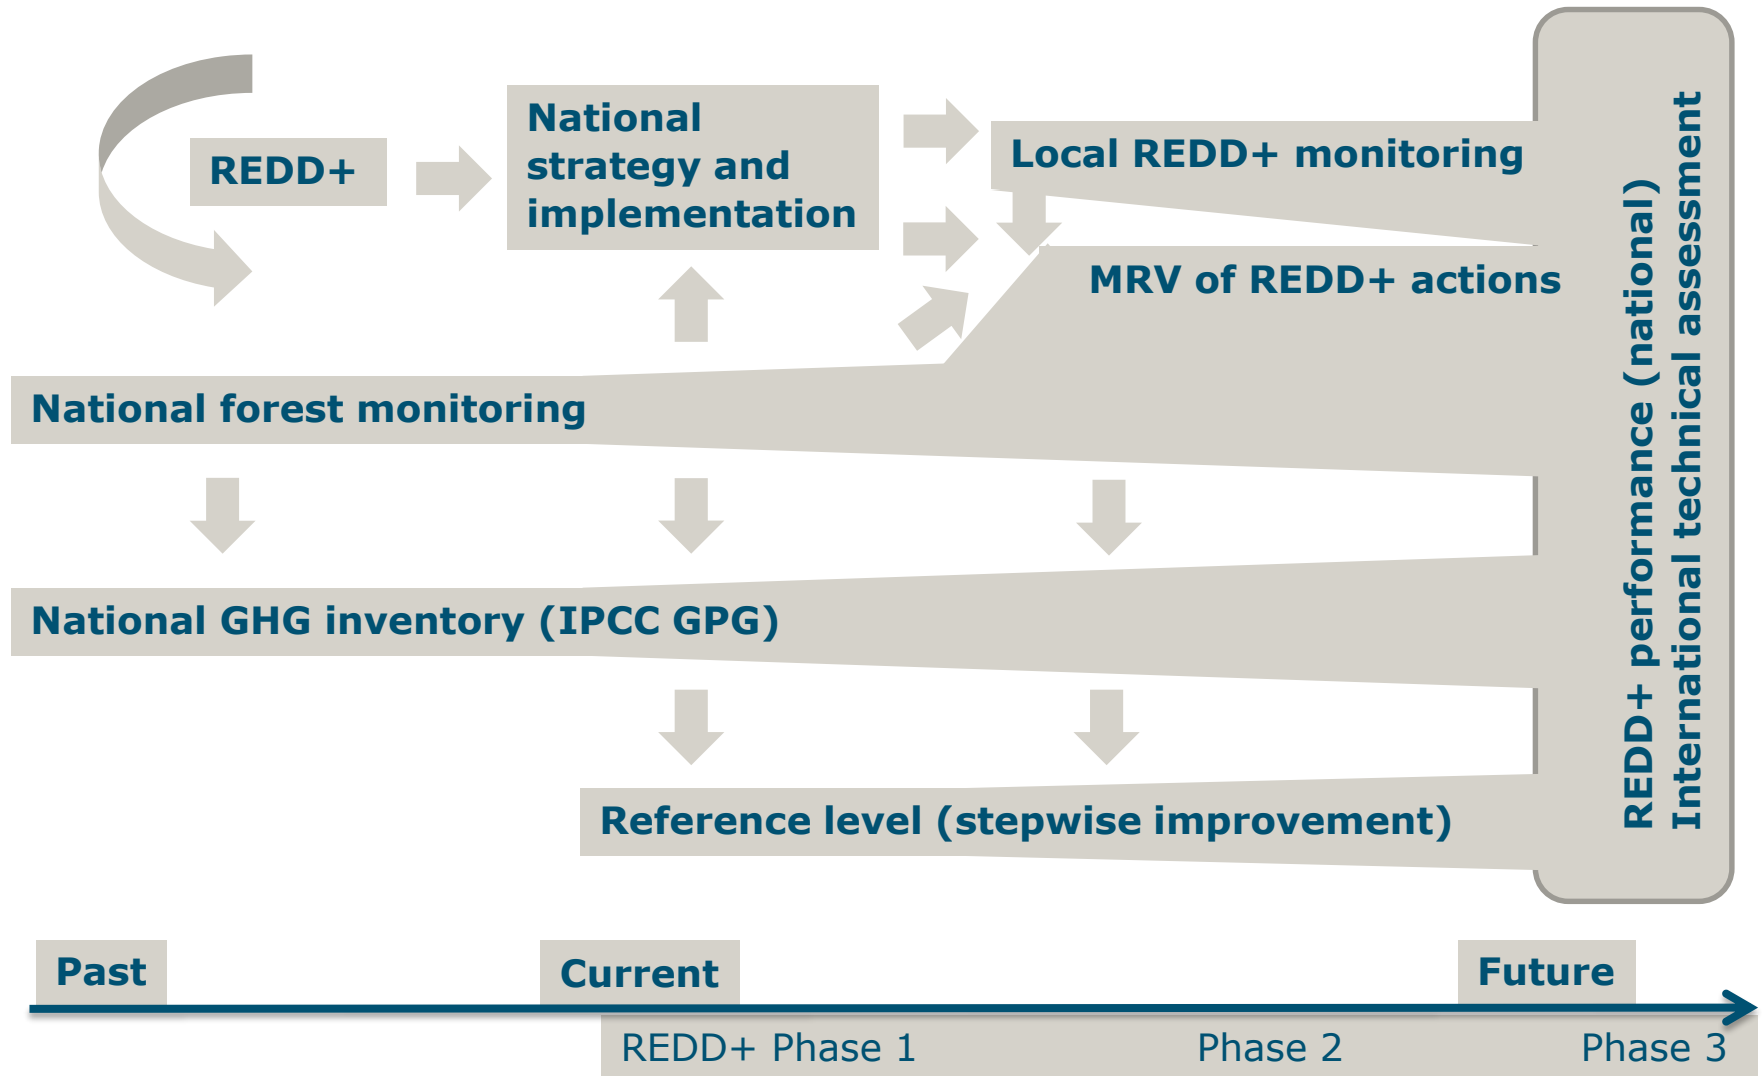 REDD+
National
strategy and
implementation
Local REDD+ monitoring
MRV of REDD+ actions
National forest monitoring
National GHG inventory (IPCC GPG)
Reference level (stepwise improvement)
REDD+ performance (national)
International technical assessment
Past
Current
Future
REDD+ Phase 1
Phase 2
Phase 3